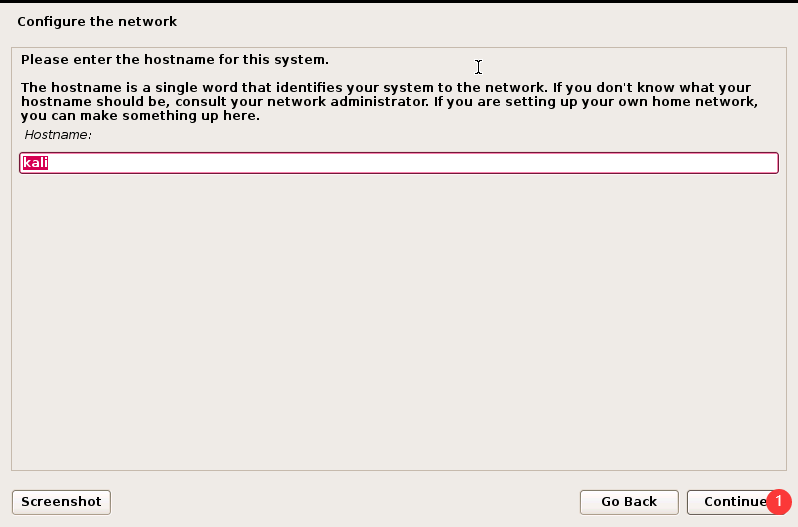 Configure the network
Please enter the hostname for this system.
The hostname is a single word that identifies your system to the network. If you don't know what your
hostname should be, consult your network administrator. If you are setting up your own home network,
you can make something up here.
Hostname:
kali
Screenshot
Go Back
Continue
1